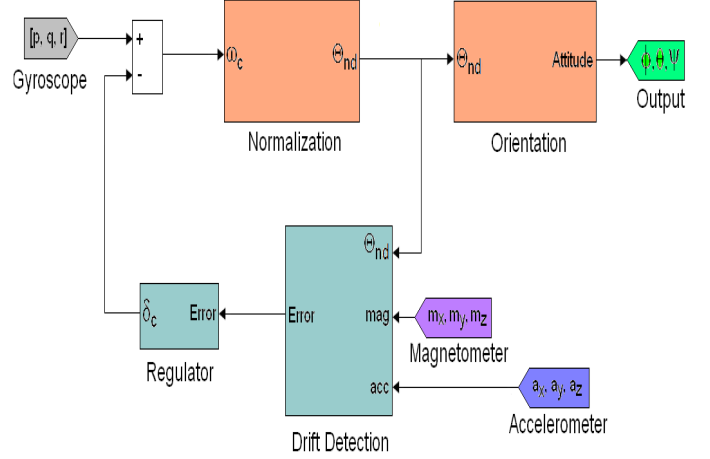 [p, q, r]
Gyroscope
+
-
ω_c
Θ_nd
Normalization
Θ_nd
Attitude
Orientation
ϕ, θ, Ψ
Output
Θ_nd
mag
acc
Error
Drift Detection
m_x, m_y, m_z
Magnetometer
a_x, a_y, a_z
Accelerometer
δ̂_c
Error
Regulator